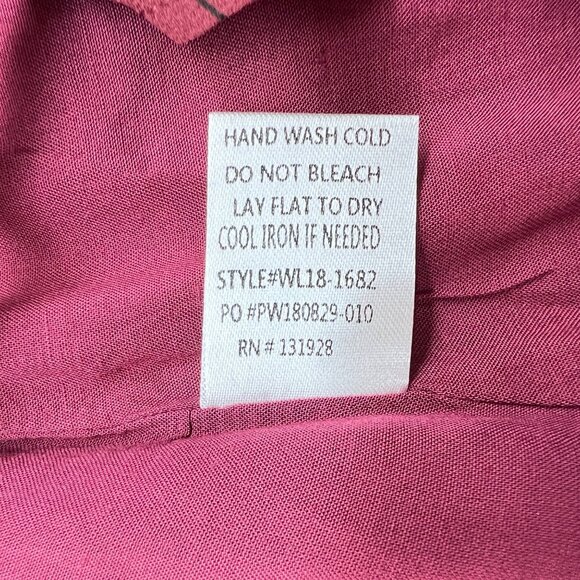 HAND WASH COLD
DO NOT BLEACH
LAY FLAT TO DRY
COOL IRON IF NEEDED
STYLE#WL18-1682
PO #PW180829-010
RN # 131928